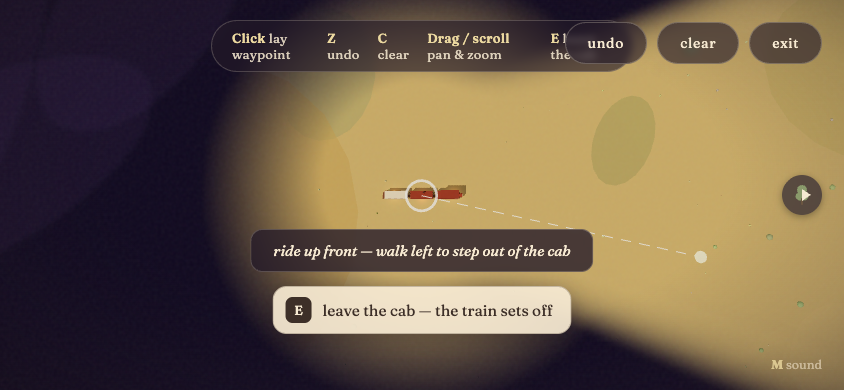 Click lay
waypoint
Z
undo
C
clear
Drag / scroll
pan & zoom
E
the
undo
clear
exit
ride up front — walk left to step out of the cab
E leave the cab — the train sets off
M sound